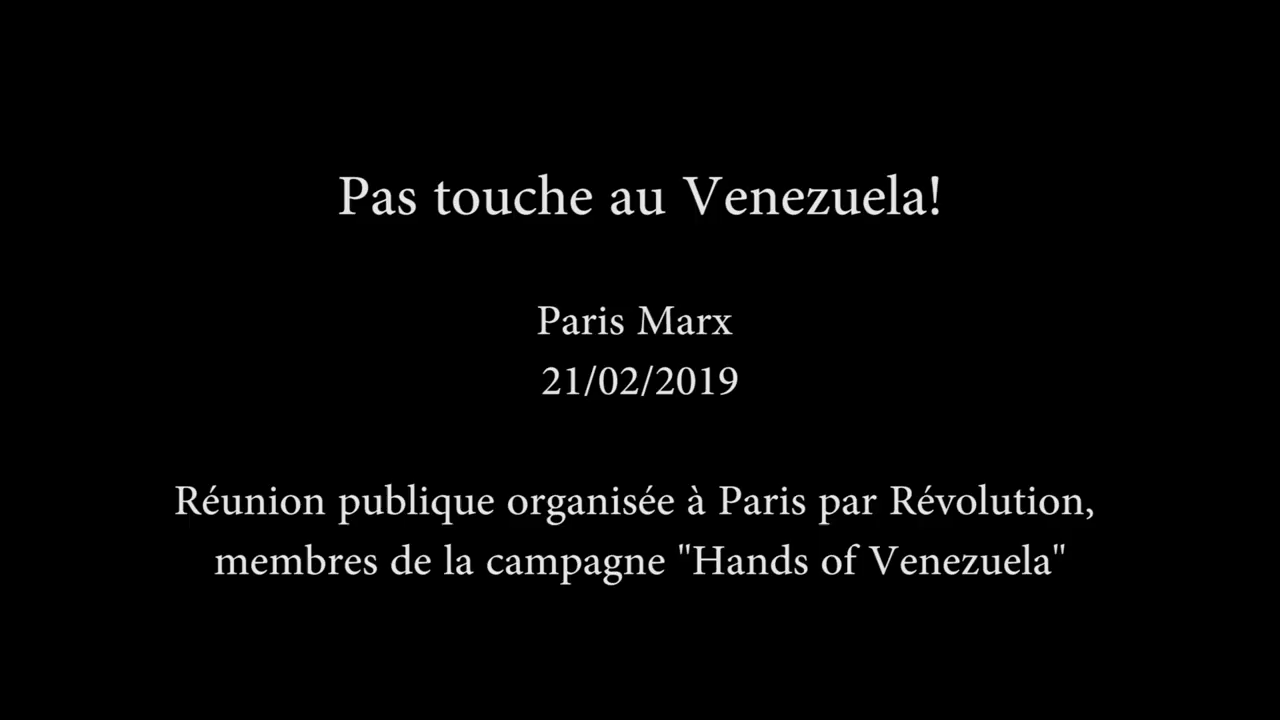 Pas touche au Venezuela!
Paris Marx
21/02/2019
Réunion publique organisée à Paris par Révolution,
membres de la campagne "Hands of Venezuela"